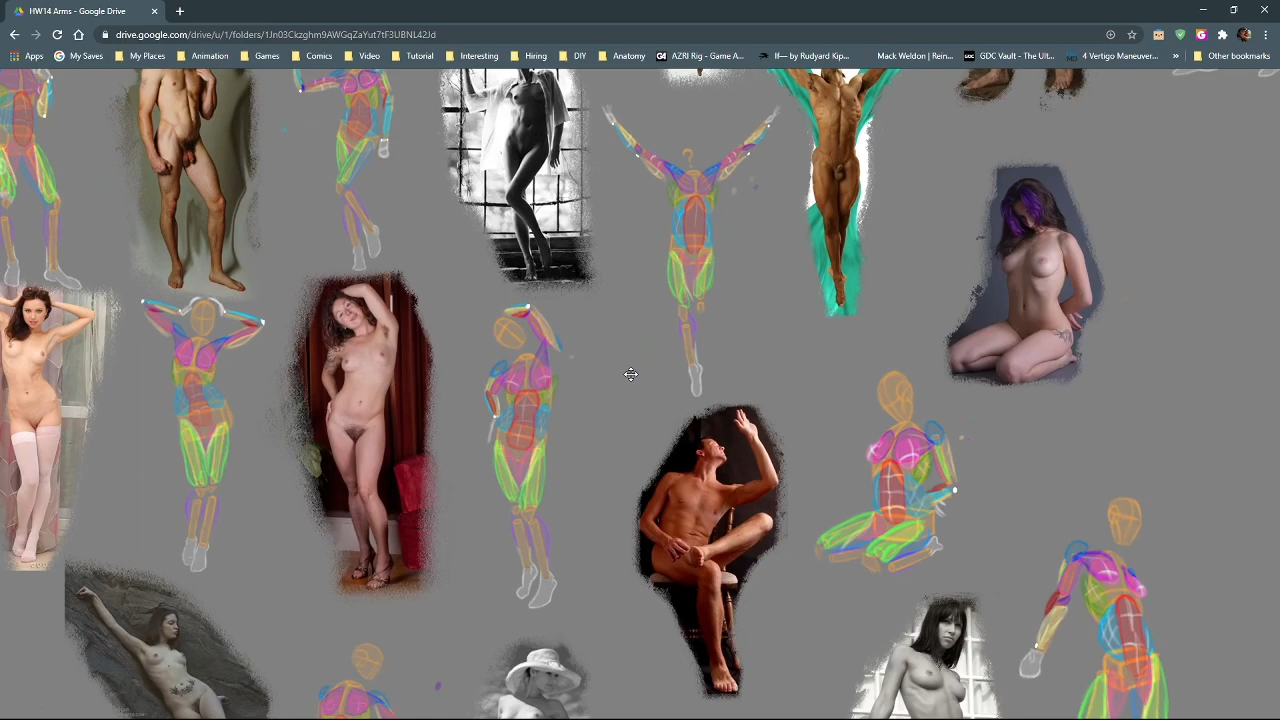 HW14 Arms - Google Drive
drive.google.com/drive/u/1/folders/1Jn03Ckzghm9AWGqZaYut7tF3UBNL42Jd
Apps My Saves My Places Animation Games Comics Video Tutorial Interesting Hiring DIY Anatomy AZRI Rig - Game A... If— by Rudyard Kip... Mack Weldon | Rein... GDC Vault - The Ult... 4 Vertigo Maneuver... » Other bookmarks